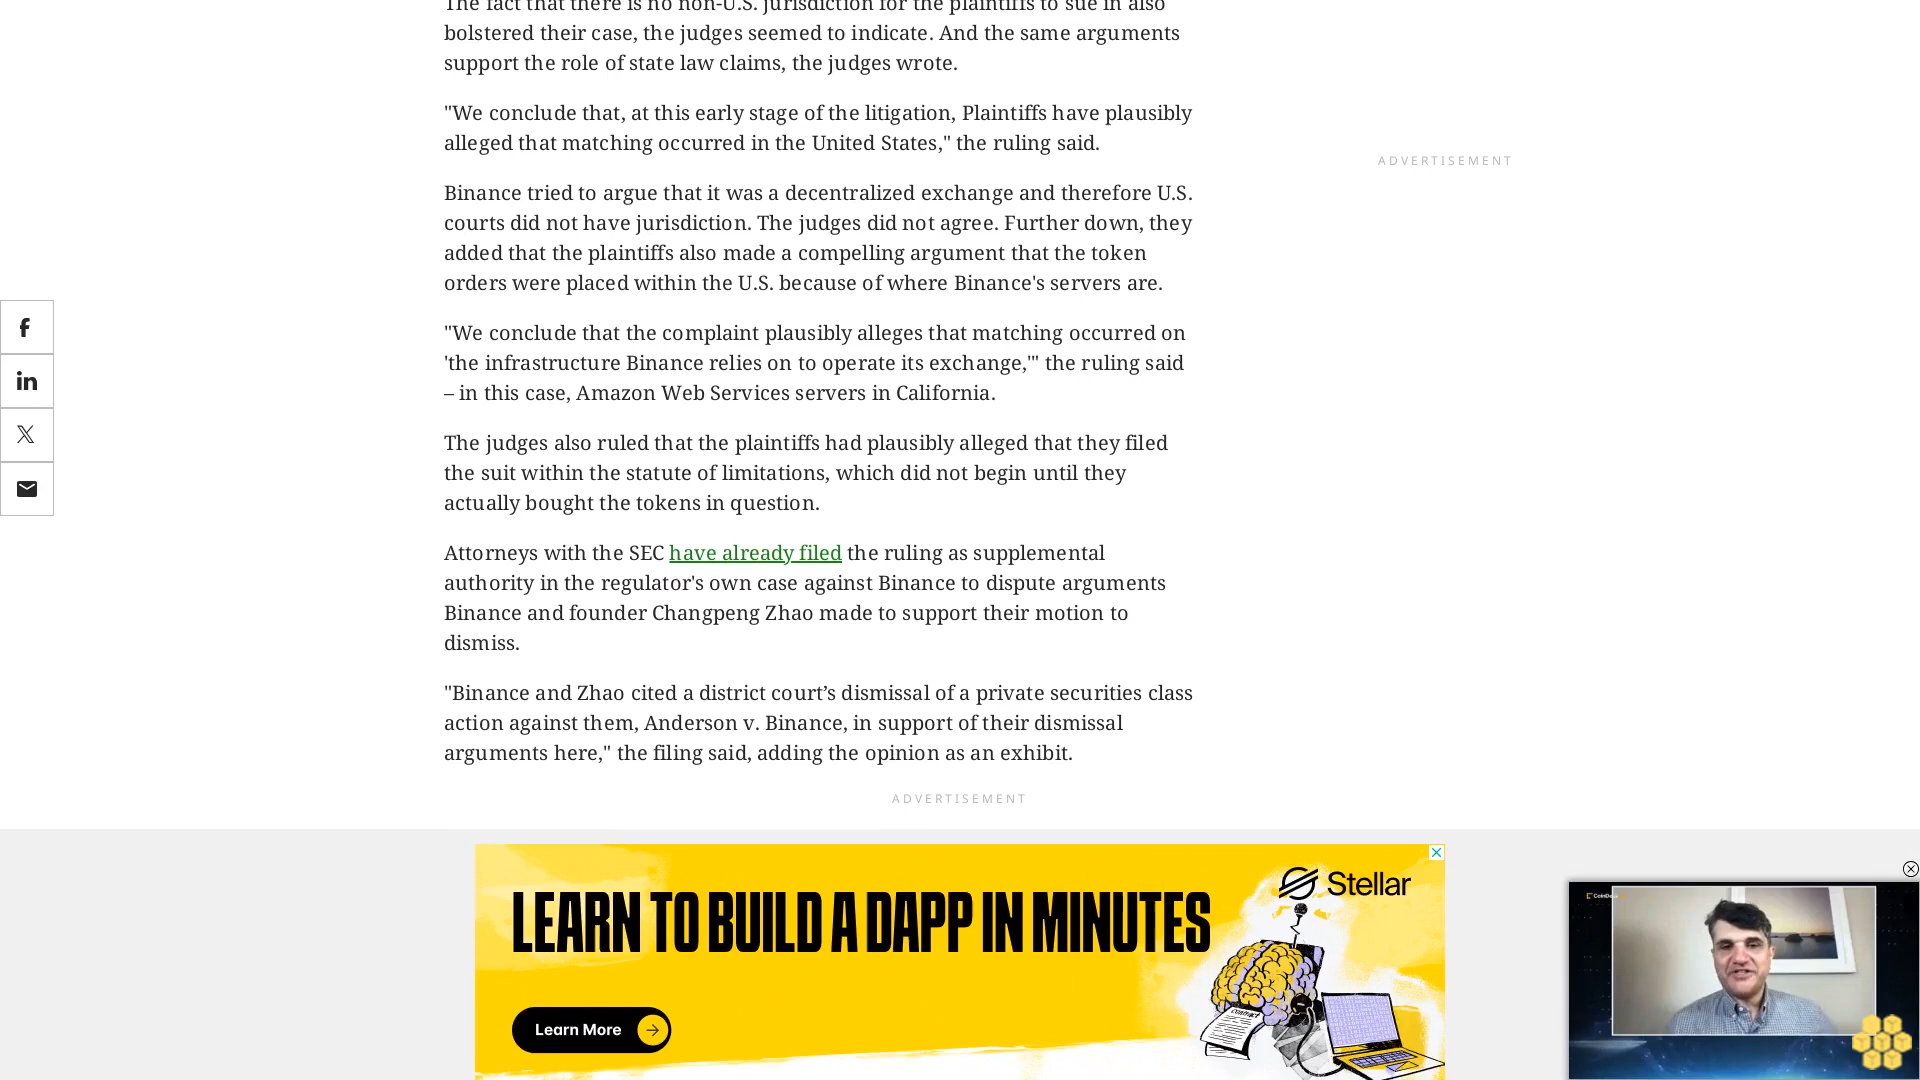 The fact that there is no non-U.S. jurisdiction for the plaintiffs to sue in also
bolstered their case, the judges seemed to indicate. And the same arguments
support the role of state law claims, the judges wrote.
"We conclude that, at this early stage of the litigation, Plaintiffs have plausibly
alleged that matching occurred in the United States," the ruling said.
ADVERTISEMENT
Binance tried to argue that it was a decentralized exchange and therefore U.S.
courts did not have jurisdiction. The judges did not agree. Further down, they
added that the plaintiffs also made a compelling argument that the token
orders were placed within the U.S. because of where Binance's servers are.
"We conclude that the complaint plausibly alleges that matching occurred on
'the infrastructure Binance relies on to operate its exchange,'" the ruling said
– in this case, Amazon Web Services servers in California.
The judges also ruled that the plaintiffs had plausibly alleged that they filed
the suit within the statute of limitations, which did not begin until they
actually bought the tokens in question.
Attorneys with the SEC have already filed the ruling as supplemental
authority in the regulator's own case against Binance to dispute arguments
Binance and founder Changpeng Zhao made to support their motion to
dismiss.
"Binance and Zhao cited a district court’s dismissal of a private securities class
action against them, Anderson v. Binance, in support of their dismissal
arguments here," the filing said, adding the opinion as an exhibit.
ADVERTISEMENT
Stellar
LEARN TO BUILD A DAPP IN MINUTES
Learn More
CONTRACT